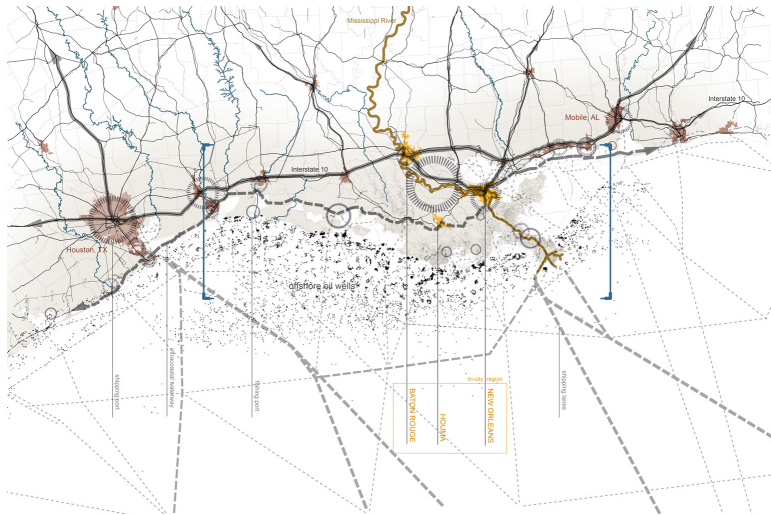 Mississippi River
Interstate 10
Mobile, AL
Interstate 10
Houston, TX
offshore oil wells
shipping port
intracoastal waterway
fishing port
tri-city region
BATON ROUGE
HOUMA
NEW ORLEANS
shipping lanes